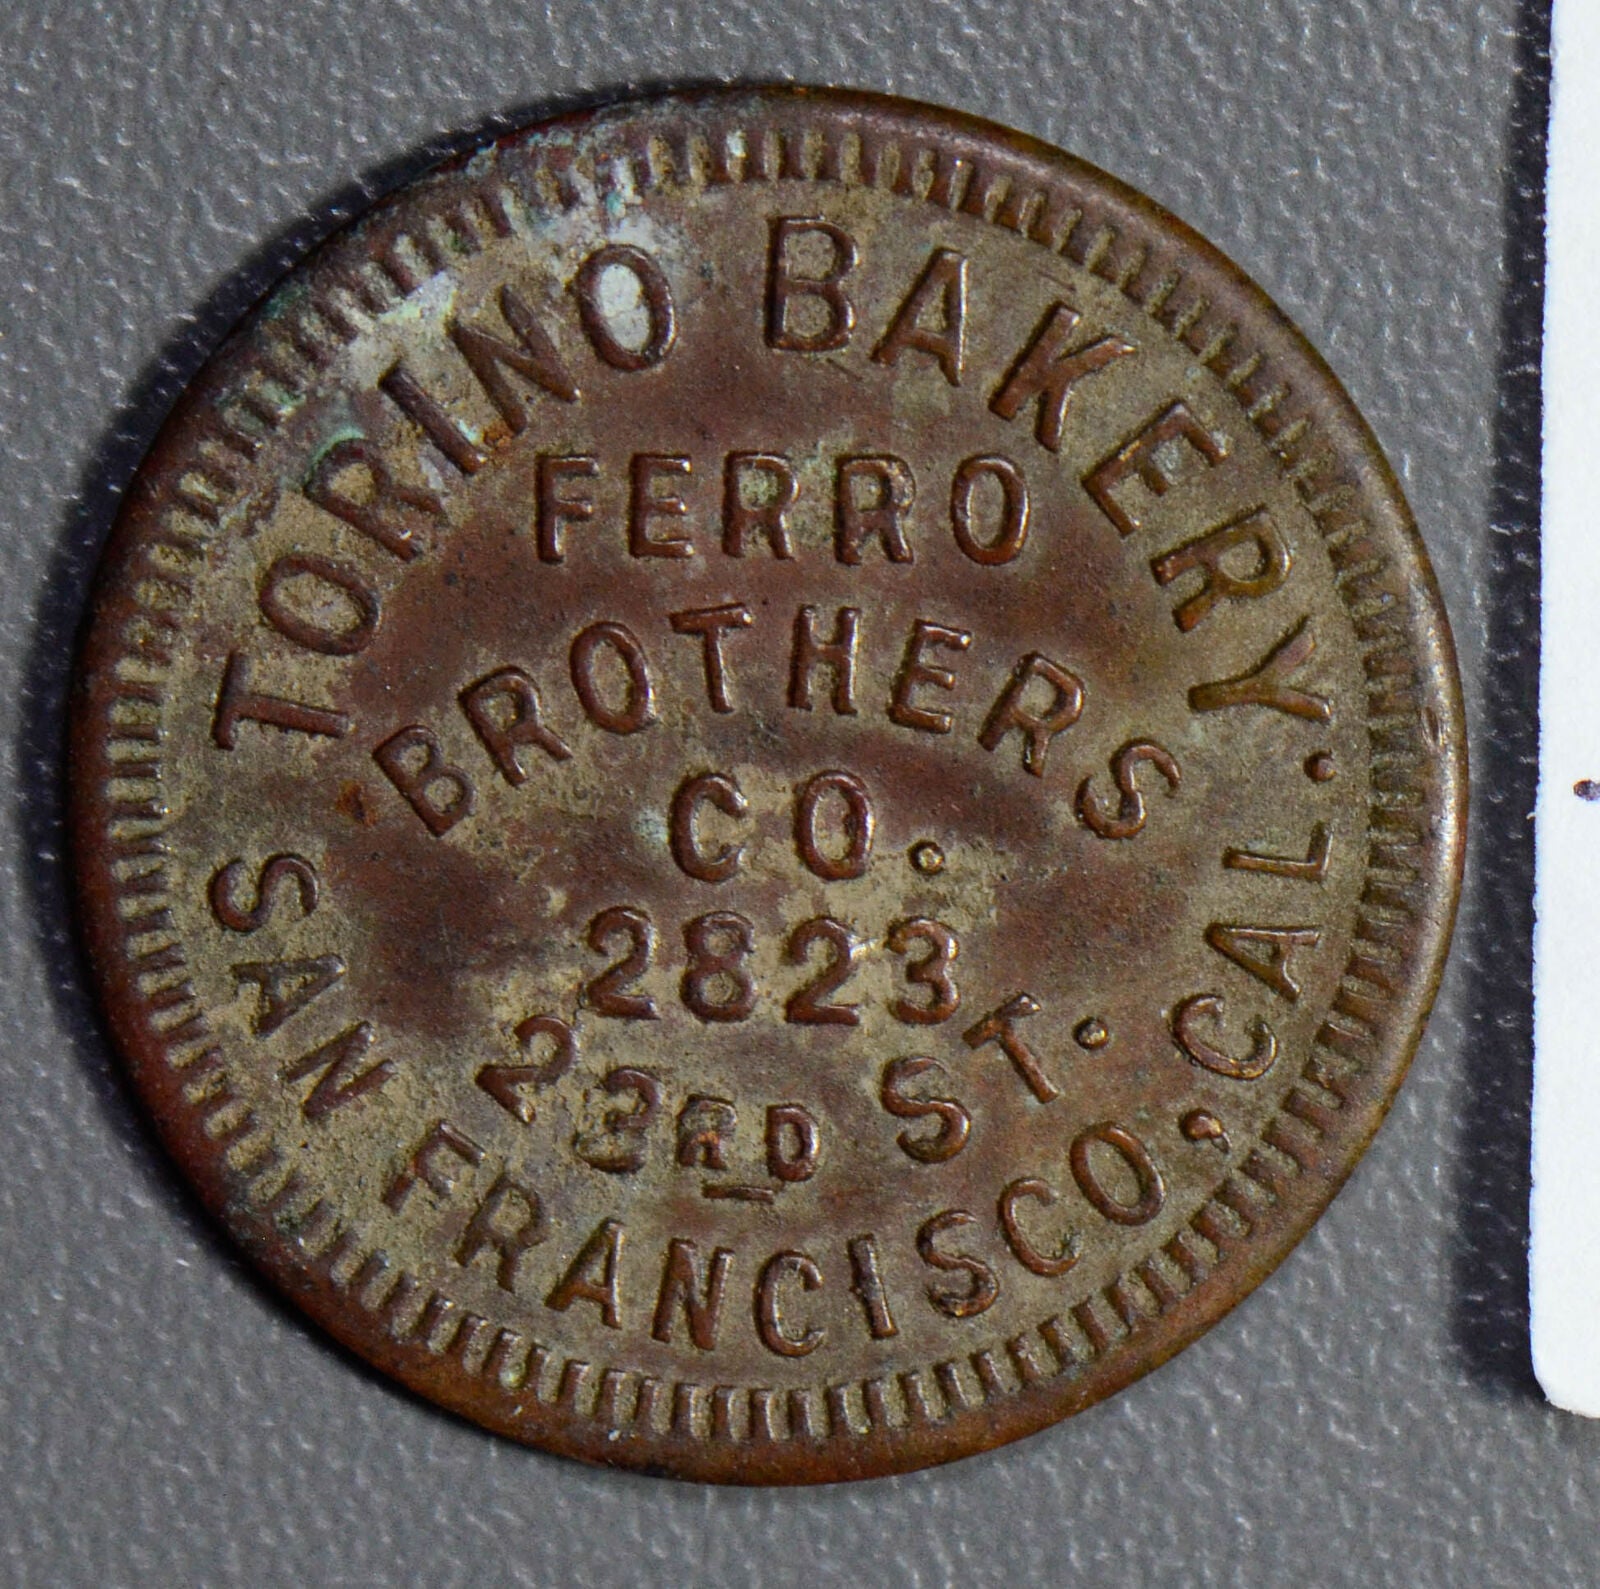 TORINO BAKERY.
FERRO
BROTHERS
CO.
2823
23RD ST.
SAN FRANCISCO, CAL.